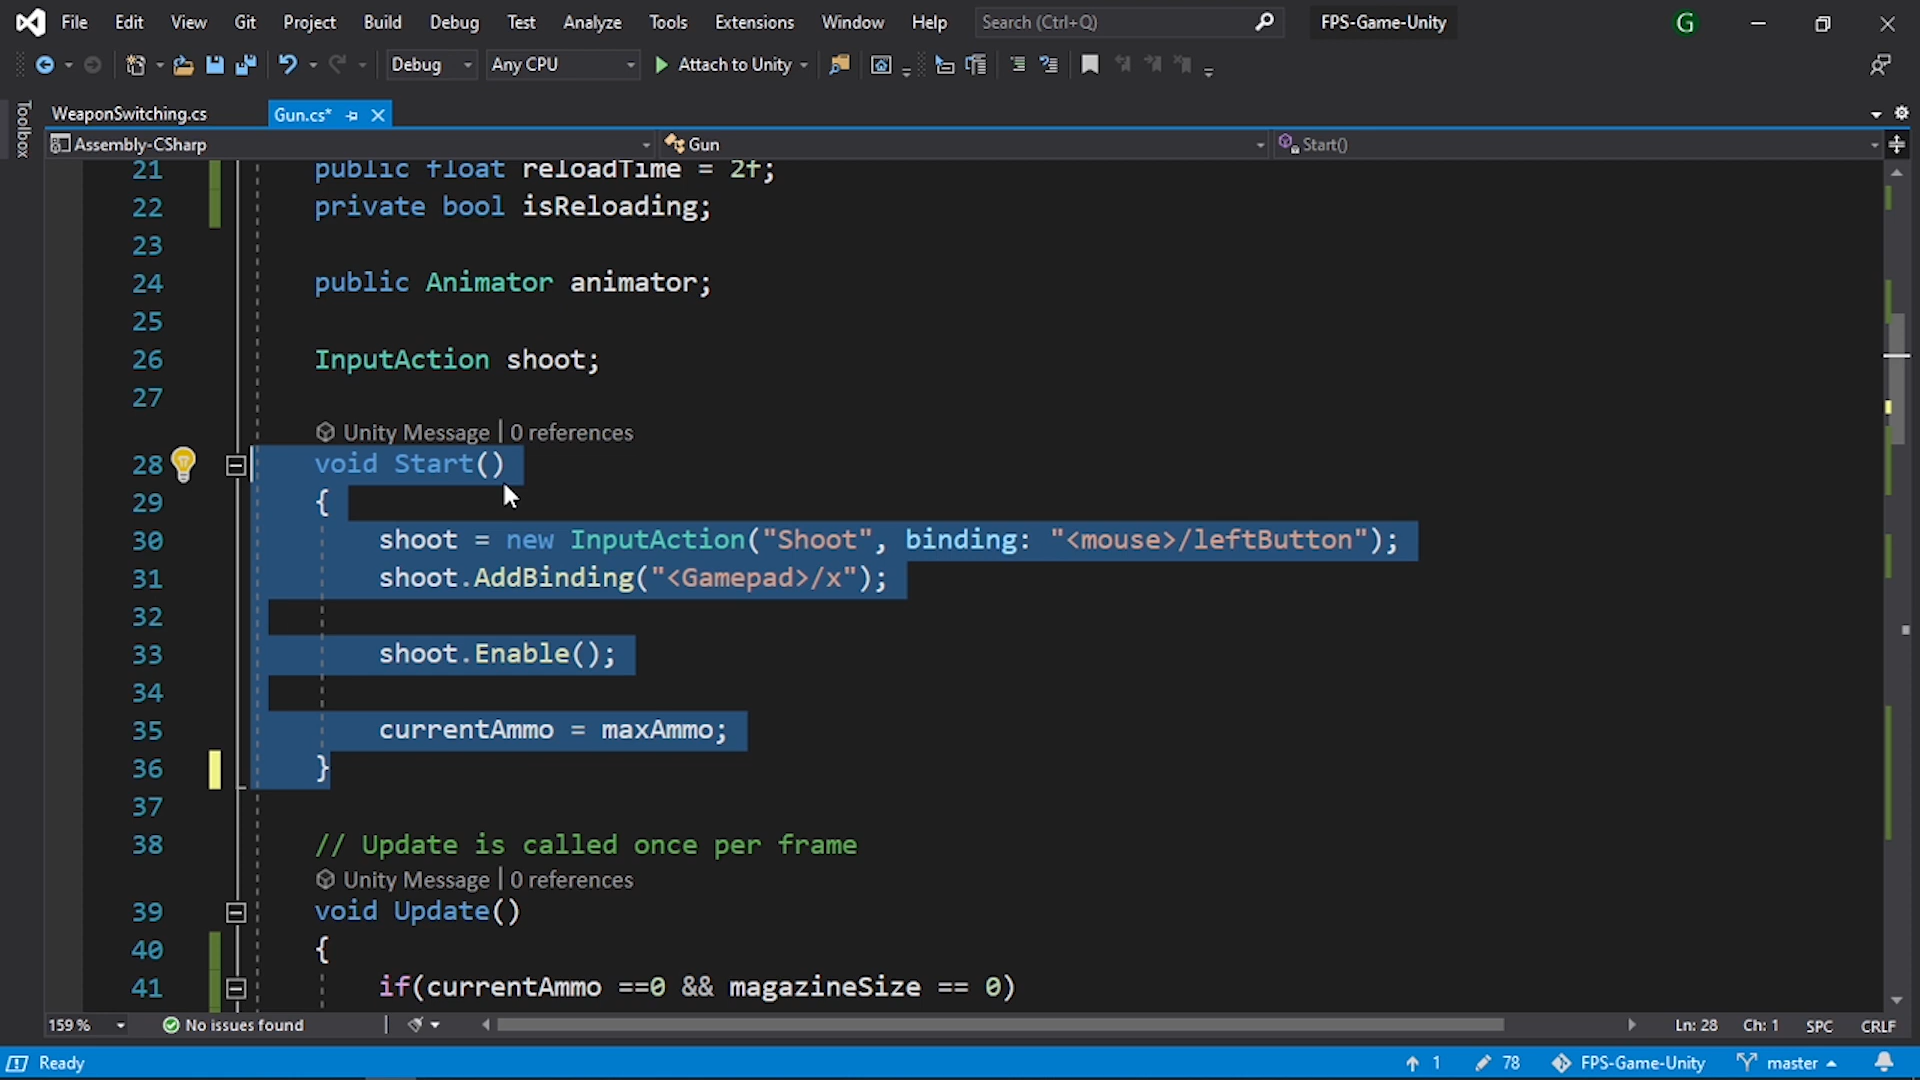 File Edit View Git Project Build Debug Test Analyze Tools Extensions Window Help Search (Ctrl+Q) FPS-Game-Unity G
Debug Any CPU Attach to Unity
Toolbox
WeaponSwitching.cs Gun.cs*
Assembly-CSharp Gun Start()
21 public float reloadTime = 2f;
22 private bool isReloading;
23
24 public Animator animator;
25
26 InputAction shoot;
27
Unity Message | 0 references
28 void Start()
29 {
30 shoot = new InputAction("Shoot", binding: "<mouse>/leftButton");
31 shoot.AddBinding("<Gamepad>/x");
32
33 shoot.Enable();
34
35 currentAmmo = maxAmmo;
36 }
37
38 // Update is called once per frame
Unity Message | 0 references
39 void Update()
40 {
41 if(currentAmmo ==0 && magazineSize == 0)
159 % No issues found Ln: 28 Ch: 1 SPC CRLF
Ready 1 78 FPS-Game-Unity master